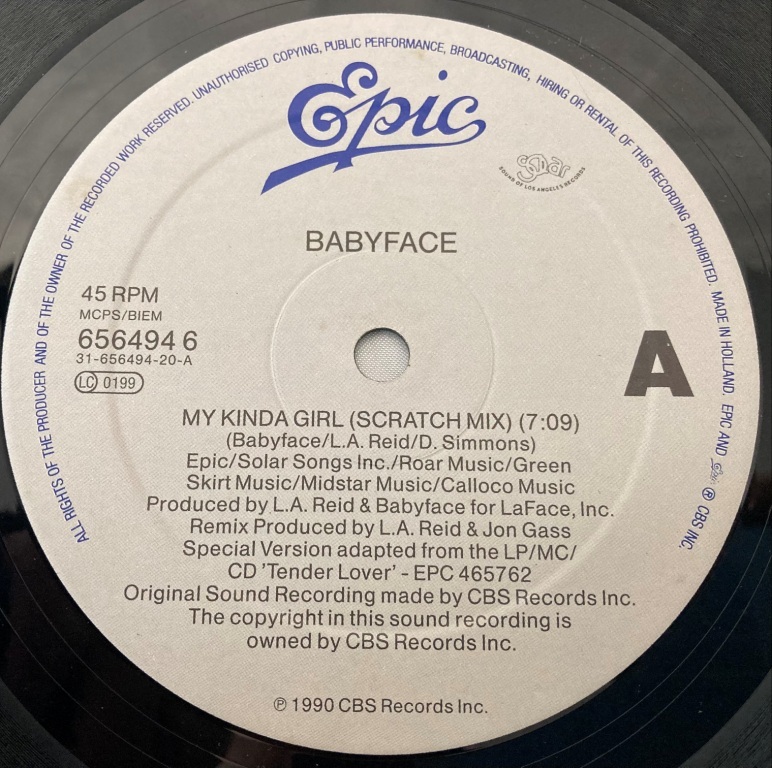 ALL RIGHTS OF THE PRODUCER AND OF THE OWNER OF THE RECORDED WORK RESERVED. UNAUTHORISED COPYING, PUBLIC PERFORMANCE, BROADCASTING, HIRING OR RENTAL OF THIS RECORDING PROHIBITED. MADE IN HOLLAND. EPIC AND Epic ® CBS INC.
Epic
Solar
SOUND OF LOS ANGELES RECORDS
BABYFACE
45 RPM
MCPS/BIEM
656494 6
31-656494-20-A
LC 0199
A
MY KINDA GIRL (SCRATCH MIX) (7:09)
(Babyface/L.A. Reid/D. Simmons)
Epic/Solar Songs Inc./Roar Music/Green
Skirt Music/Midstar Music/Calloco Music
Produced by L.A. Reid & Babyface for LaFace, Inc.
Remix Produced by L.A. Reid & Jon Gass
Special Version adapted from the LP/MC/
CD 'Tender Lover' - EPC 465762
Original Sound Recording made by CBS Records Inc.
The copyright in this sound recording is
owned by CBS Records Inc.
℗ 1990 CBS Records Inc.